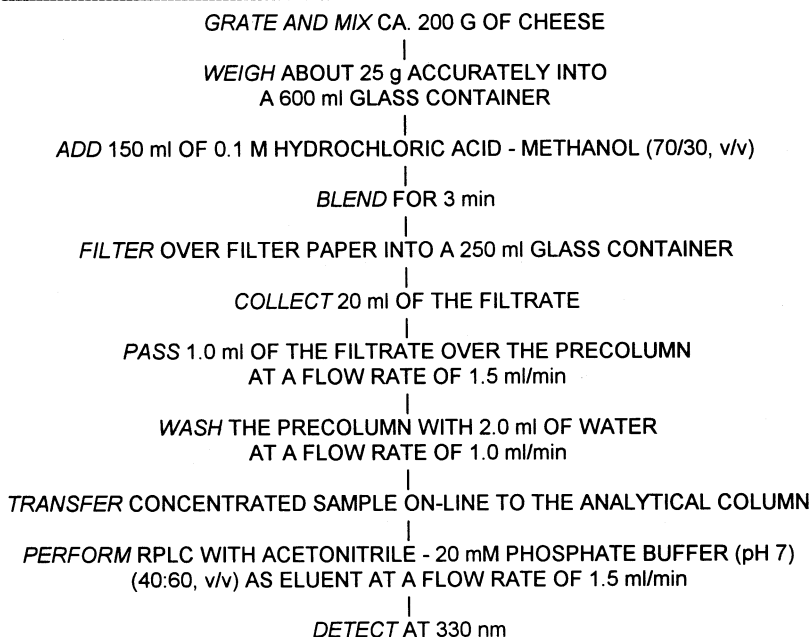 GRATE AND MIX CA. 200 G OF CHEESE
WEIGH ABOUT 25 g ACCURATELY INTO
A 600 ml GLASS CONTAINER
ADD 150 ml OF 0.1 M HYDROCHLORIC ACID - METHANOL (70/30, v/v)
BLEND FOR 3 min
FILTER OVER FILTER PAPER INTO A 250 ml GLASS CONTAINER
COLLECT 20 ml OF THE FILTRATE
PASS 1.0 ml OF THE FILTRATE OVER THE PRECOLUMN
AT A FLOW RATE OF 1.5 ml/min
WASH THE PRECOLUMN WITH 2.0 ml OF WATER
AT A FLOW RATE OF 1.0 ml/min
TRANSFER CONCENTRATED SAMPLE ON-LINE TO THE ANALYTICAL COLUMN
PERFORM RPLC WITH ACETONITRILE - 20 mM PHOSPHATE BUFFER (pH 7)
(40:60, v/v) AS ELUENT AT A FLOW RATE OF 1.5 ml/min
DETECT AT 330 nm